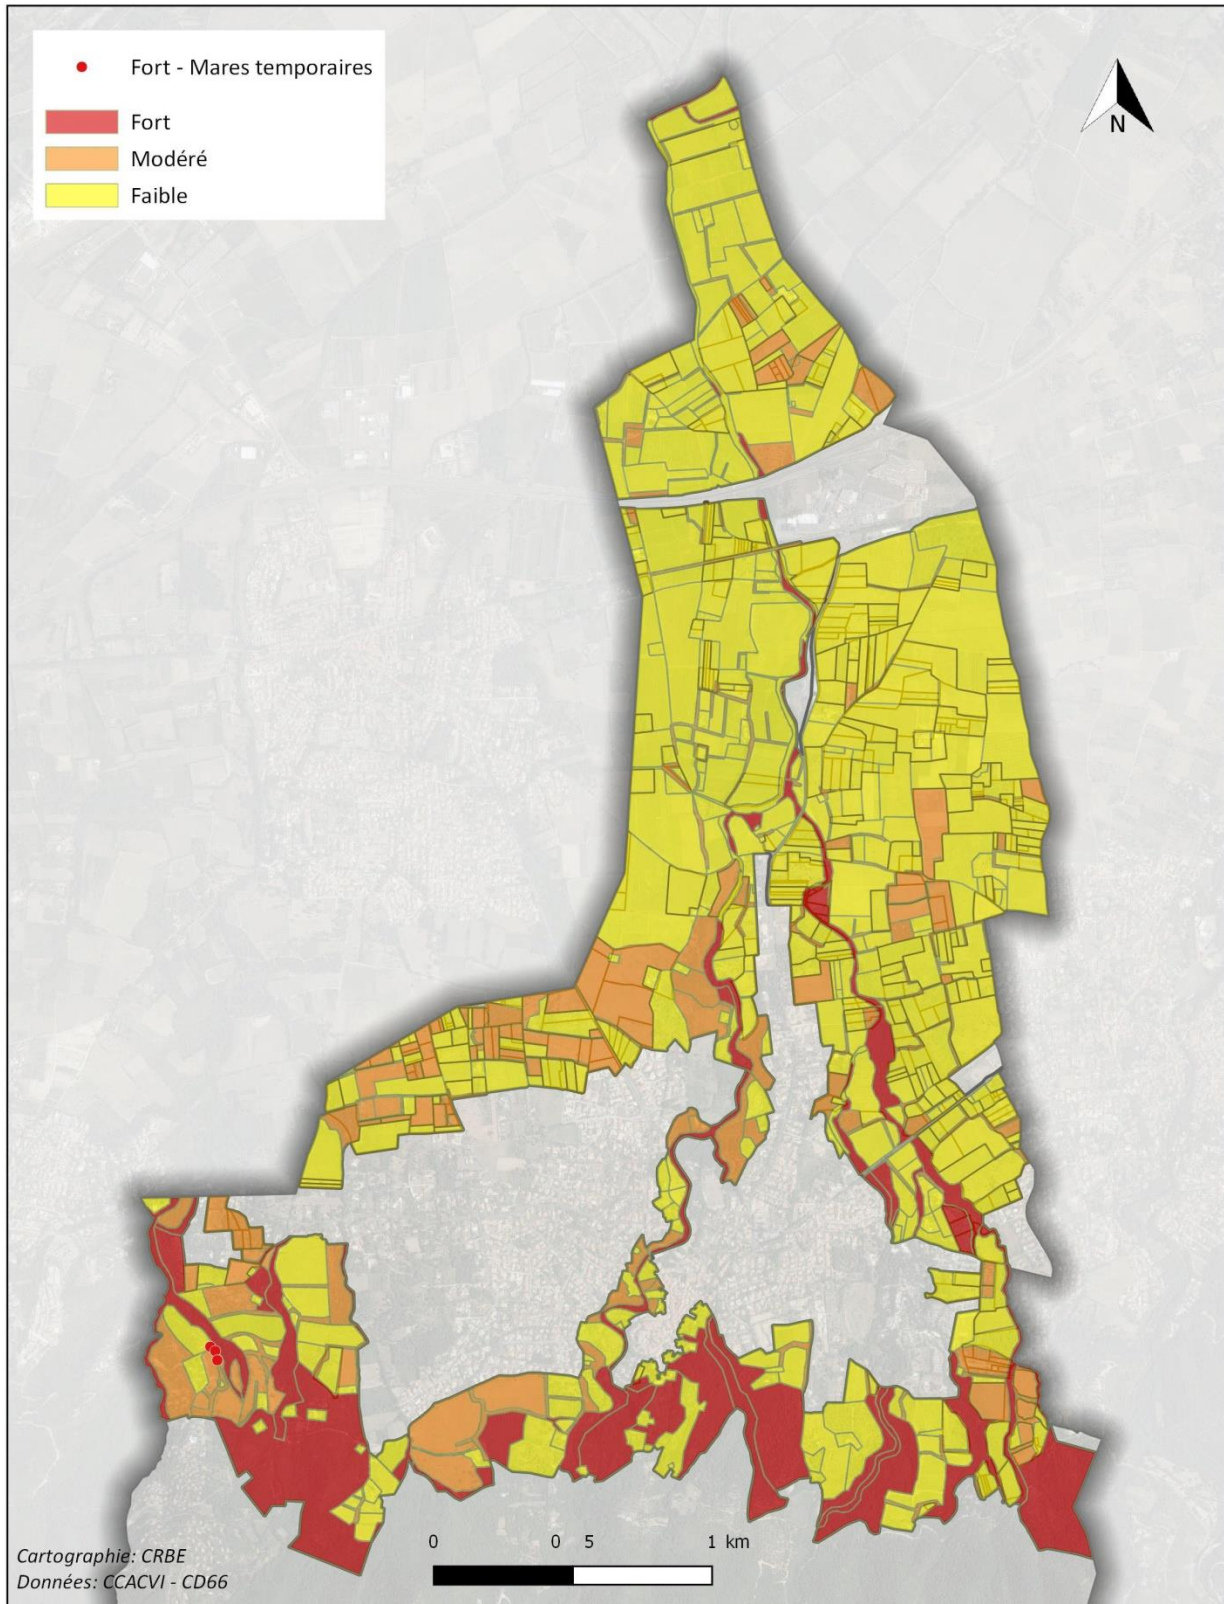 Fort - Mares temporaires
Fort
Modéré
Faible
N
0 0 5 1 km
Cartographie: CRBE
Données: CCACVI - CD66